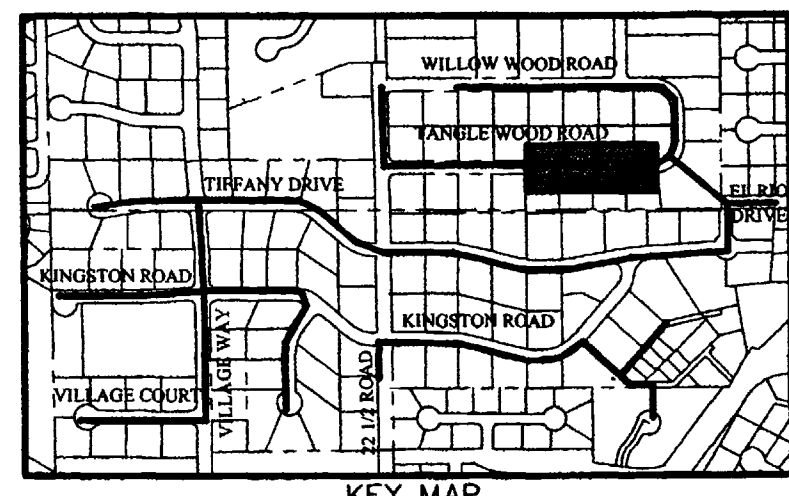 WILLOW WOOD ROAD
TANGLE WOOD ROAD
TIFFANY DRIVE
EL RIO
DRIVE
KINGSTON ROAD
KINGSTON ROAD
VILLAGE WAY
22 1/2 ROAD
VILLAGE COURT
KEY MAP